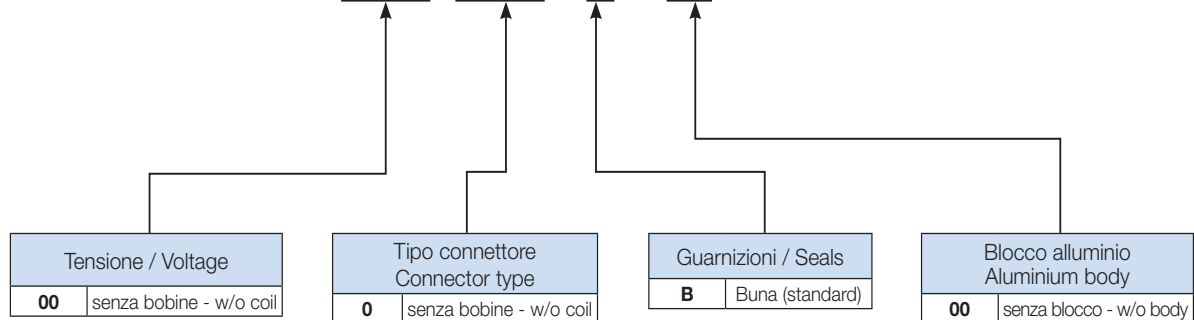 Tensione / Voltage
00 senza bobine - w/o coil
Tipo connettore
Connector type
0 senza bobine - w/o coil
Guarnizioni / Seals
B Buna (standard)
Blocco alluminio
Aluminium body
00 senza blocco - w/o body